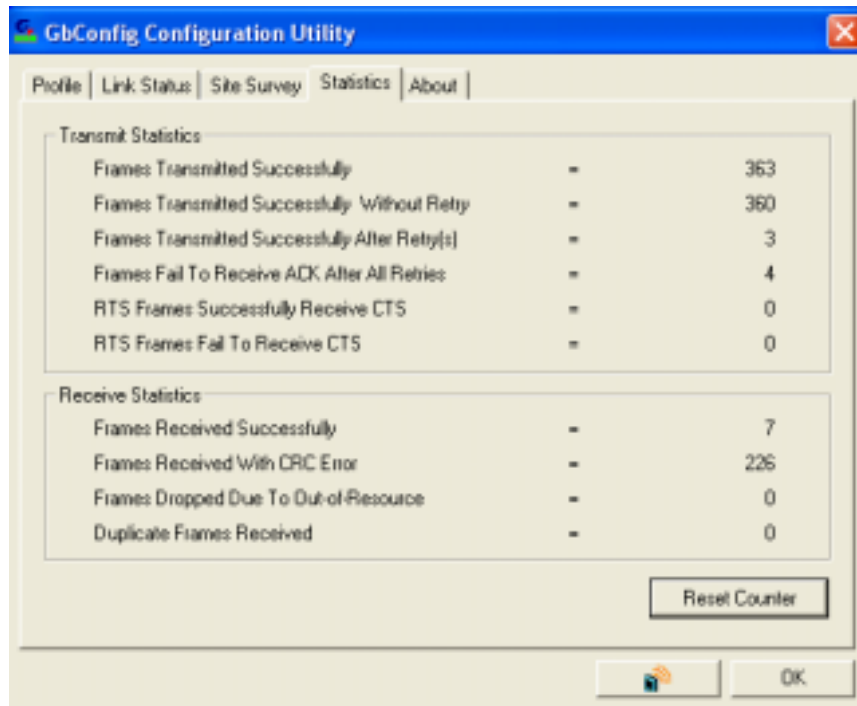 GbConfig Configuration Utility
Profile Link Status Site Survey Statistics About
Transmit Statistics
Frames Transmitted Successfully = 363
Frames Transmitted Successfully Without Retry = 360
Frames Transmitted Successfully After Retry(s) = 3
Frames Fail To Receive ACK After All Retries = 4
RTS Frames Successfully Receive CTS = 0
RTS Frames Fail To Receive CTS = 0
Receive Statistics
Frames Received Successfully = 7
Frames Received With CRC Error = 226
Frames Dropped Due To Out-of-Resource = 0
Duplicate Frames Received = 0
Reset Counter
OK